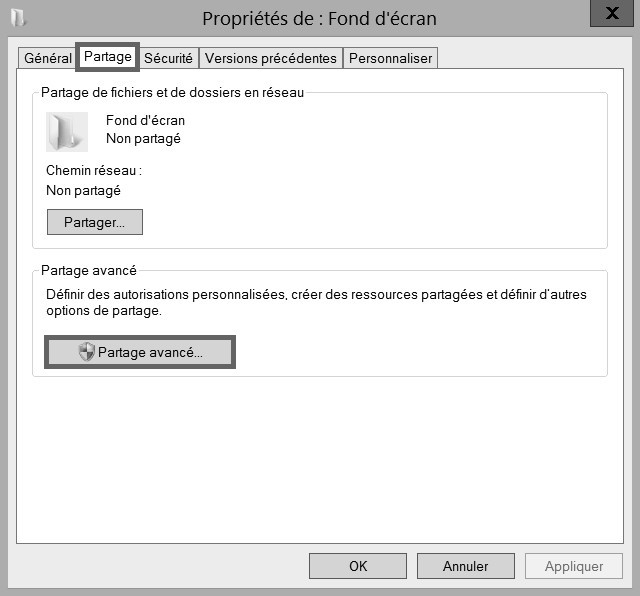 Propriétés de : Fond d'écran
X
Général
Partage
Sécurité
Versions précédentes
Personnaliser
Partage de fichiers et de dossiers en réseau
Fond d'écran
Non partagé
Chemin réseau :
Non partagé
Partager...
Partage avancé
Définir des autorisations personnalisées, créer des ressources partagées et définir d'autres
options de partage.
Partage avancé...
OK
Annuler
Appliquer